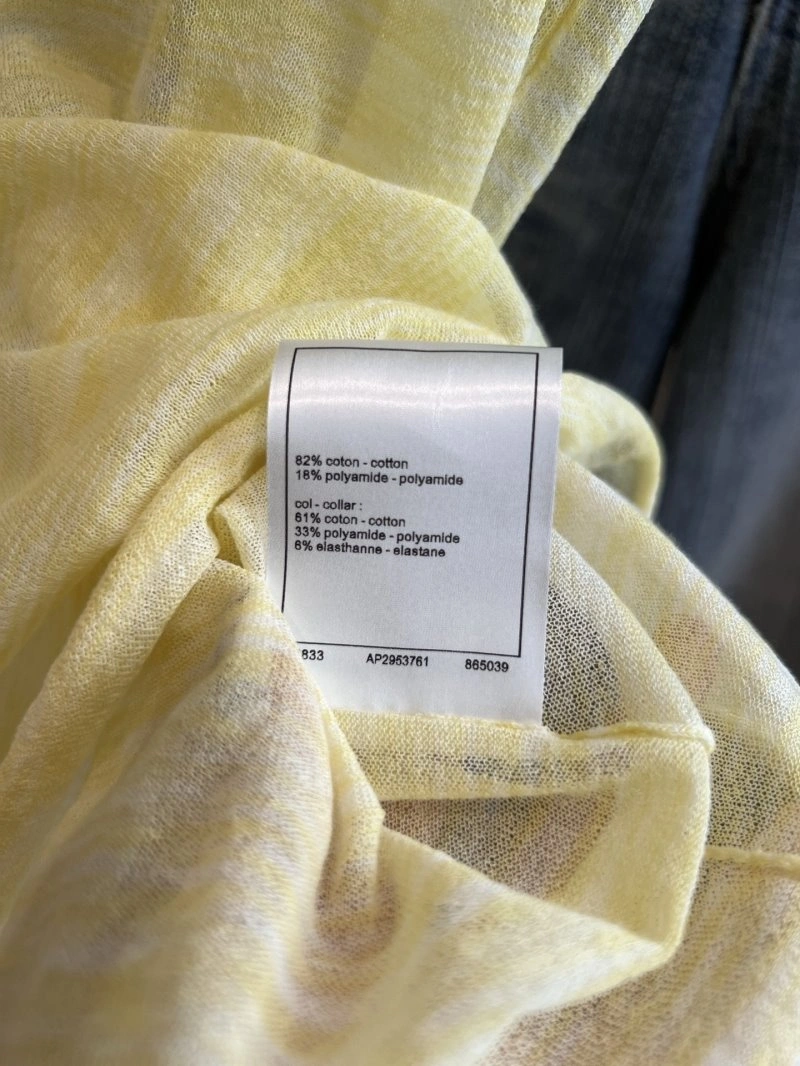 82% coton - cotton
18% polyamide - polyamide
col - collar :
61% coton - cotton
33% polyamide - polyamide
6% elasthanne - elastane
833 AP2953761 865039